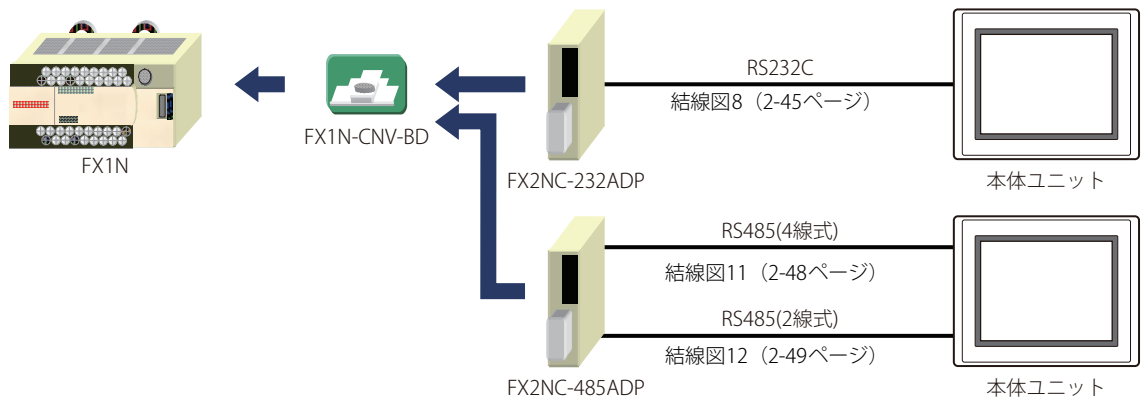 RS232C
結線図8（2-45ページ）
FX1N-CNV-BD
FX1N
FX2NC-232ADP
本体ユニット
RS485(4線式)
結線図11（2-48ページ）
RS485(2線式)
結線図12（2-49ページ）
FX2NC-485ADP
本体ユニット